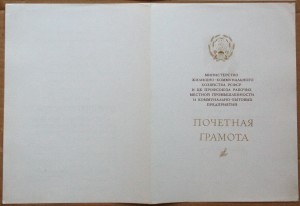 МИНИСТЕРСТВО
ЖИЛИЩНО-КОММУНАЛЬНОГО
ХОЗЯЙСТВА РСФСР
И ЦК ПРОФСОЮЗА РАБОЧИХ
МЕСТНОЙ ПРОМЫШЛЕННОСТИ
И КОММУНАЛЬНО-БЫТОВЫХ
ПРЕДПРИЯТИЙ
ПОЧЕТНАЯ
ГРАМОТА